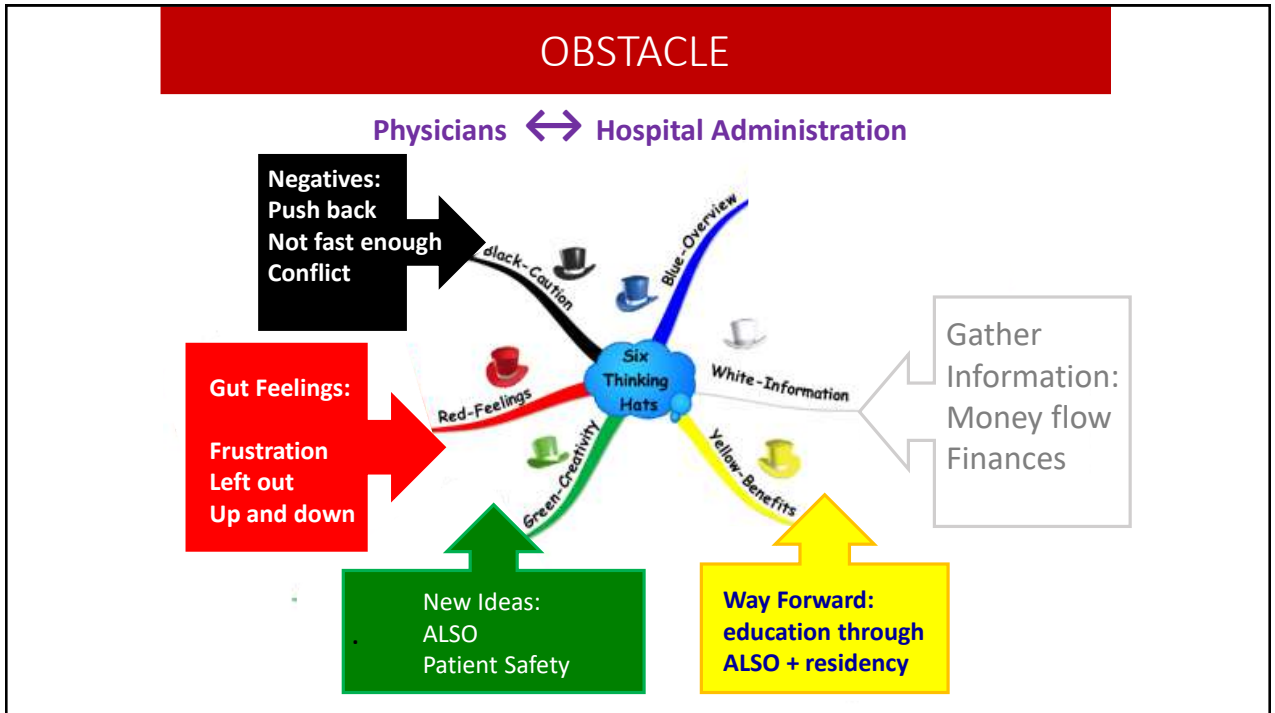 OBSTACLE
Physicians ↔ Hospital Administration
Negatives:
Push back
Not fast enough
Conflict
Black-Caution
Blue-Overview
Six
Thinking
Hats
White-Information
Gather
Information:
Money flow
Finances
Gut Feelings:
Frustration
Left out
Up and down
Red-Feelings
Green-Creativity
Yellow-Benefits
New Ideas:
ALSO
Patient Safety
Way Forward:
education through
ALSO + residency